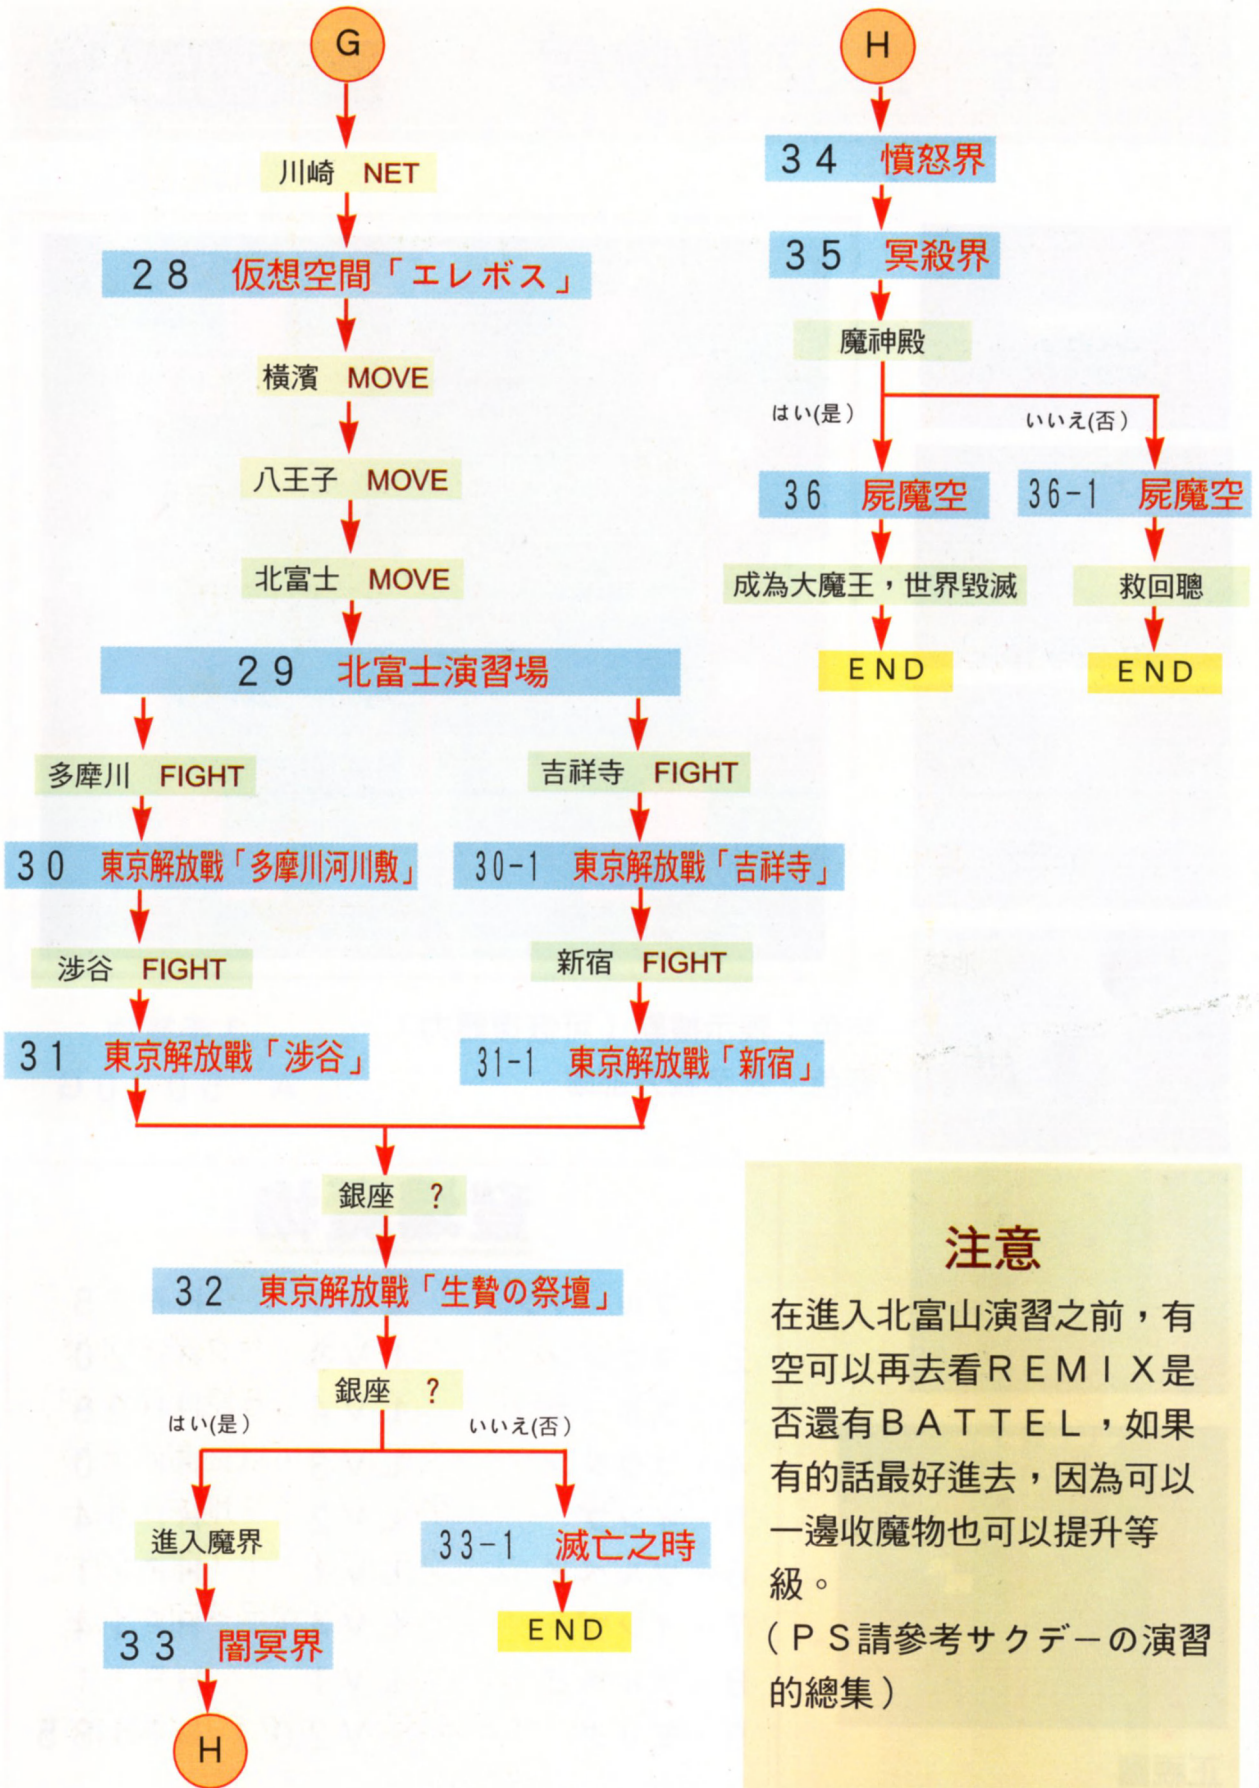 G
川崎　NET
２８　仮想空間「エレボス」
橫濱　MOVE
八王子　MOVE
北富士　MOVE
２９　北富士演習場
多摩川　FIGHT
３０　東京解放戰「多摩川河川敷」
涉谷　FIGHT
３１　東京解放戰「涉谷」
吉祥寺　FIGHT
30-1　東京解放戰「吉祥寺」
新宿　FIGHT
31-1　東京解放戰「新宿」
銀座　？
３２　東京解放戰「生贄の祭壇」
銀座　？
はい(是)
進入魔界
３３　闇冥界
H
いいえ(否)
33-1　滅亡之時
ＥＮＤ
H
３４　憤怒界
３５　冥殺界
魔神殿
はい(是)
36　屍魔空
成為大魔王，世界毀滅
ＥＮＤ
いいえ(否)
36-1　屍魔空
救回聰
ＥＮＤ
注意
在進入北富山演習之前，有
空可以再去看ＲＥＭＩＸ是
否還有ＢＡＴＴＥＬ，如果
有的話最好進去，因為可以
一邊收魔物也可以提升等
級。
（ＰＳ請參考サクデーの演習
的總集）